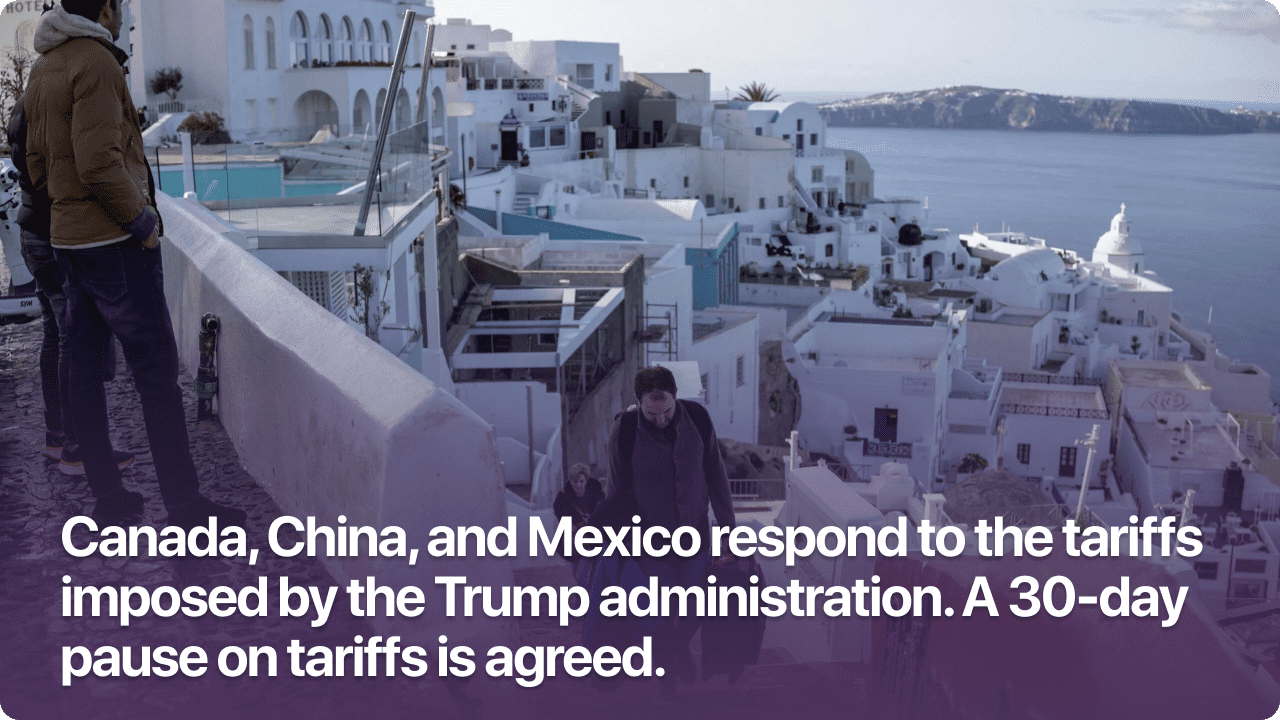 HOTEL
Canada, China, and Mexico respond to the tariffs
imposed by the Trump administration. A 30-day
pause on tariffs is agreed.